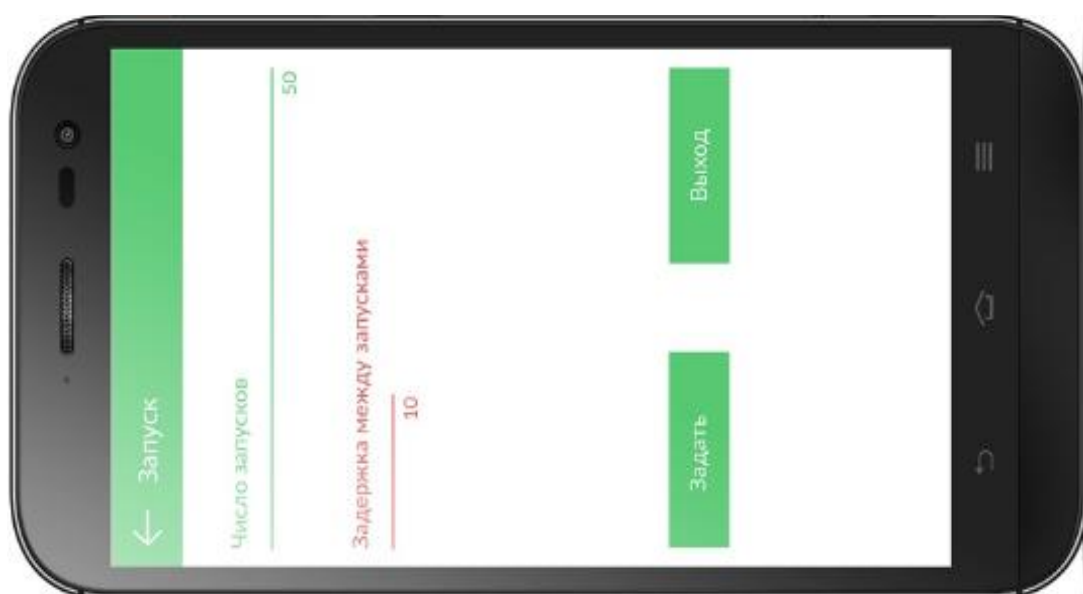 Запуск
Число запусков
50
Задержка между запусками
10
Задать
Выход